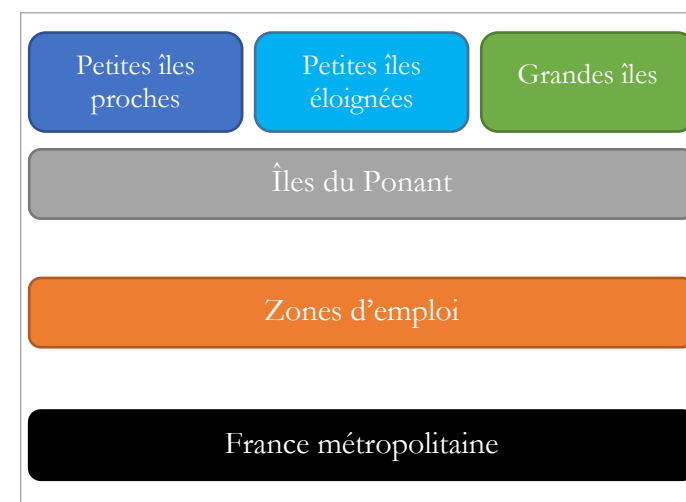 Petites îles
proches
Petites îles
éloignées
Grandes îles
Îles du Ponant
Zones d’emploi
France métropolitaine